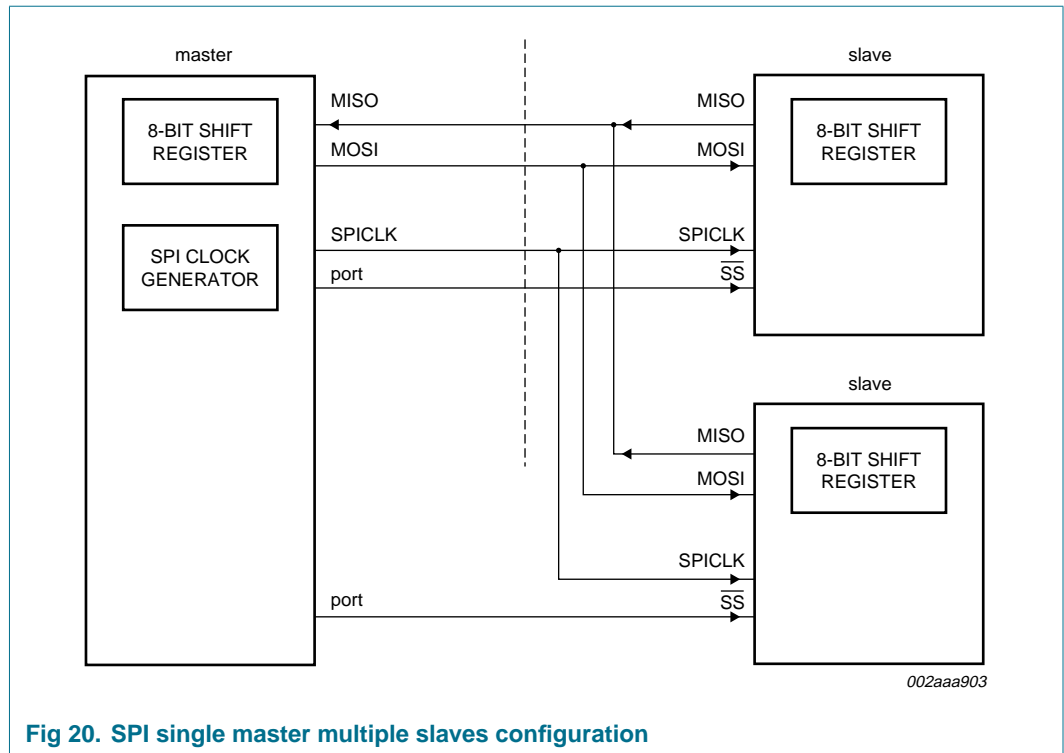 master
slave
MISO
MISO
8-BIT SHIFT
REGISTER
8-BIT SHIFT
REGISTER
MOSI
MOSI
SPICLK
SPICLK
SPI CLOCK
GENERATOR
port
S̅S̅
slave
MISO
8-BIT SHIFT
REGISTER
MOSI
SPICLK
port
S̅S̅
002aaa903
Fig 20. SPI single master multiple slaves configuration